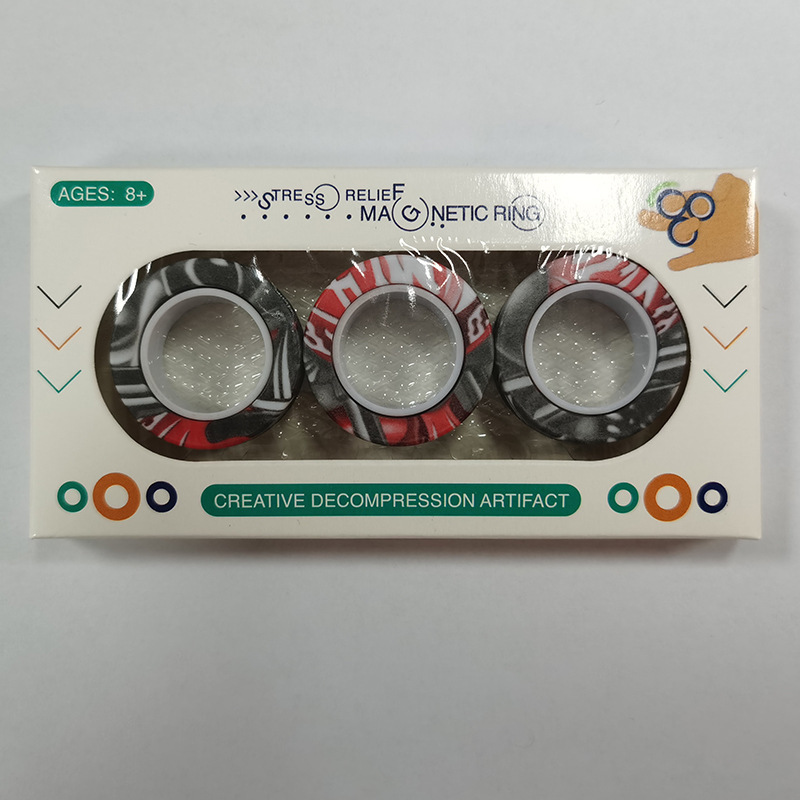 AGES: 8+
>>>STRESS RELIEF
MAGNETIC RING
CREATIVE DECOMPRESSION ARTIFACT